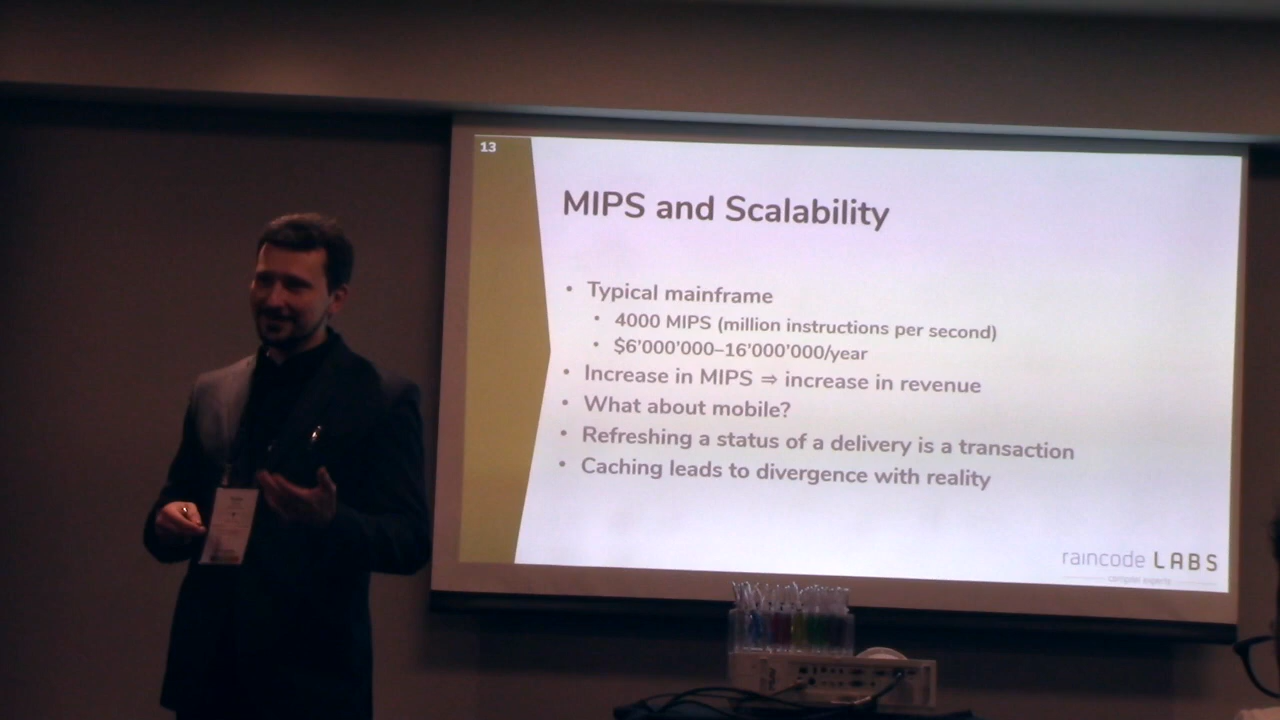 13
MIPS and Scalability
• Typical mainframe
• 4000 MIPS (million instructions per second)
• $6'000'000–16'000'000/year
• Increase in MIPS ⇒ increase in revenue
• What about mobile?
• Refreshing a status of a delivery is a transaction
• Caching leads to divergence with reality
raincode LABS
compiler experts